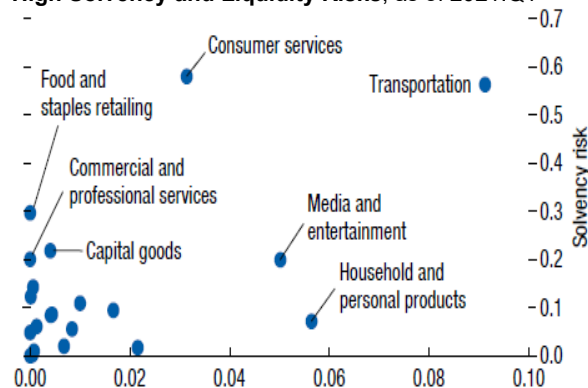 High Solvency and Liquidity Risks, as of 2021:Q1
–0.7
Consumer services
–0.6
Food and
staples retailing
Transportation
–0.5
Commercial and
professional services
–0.4
Solvency risk
Media and
entertainment
–0.3
Capital goods
–0.2
Household and
personal products
–0.1
0.0
0.00
0.02
0.04
0.06
0.08
0.10